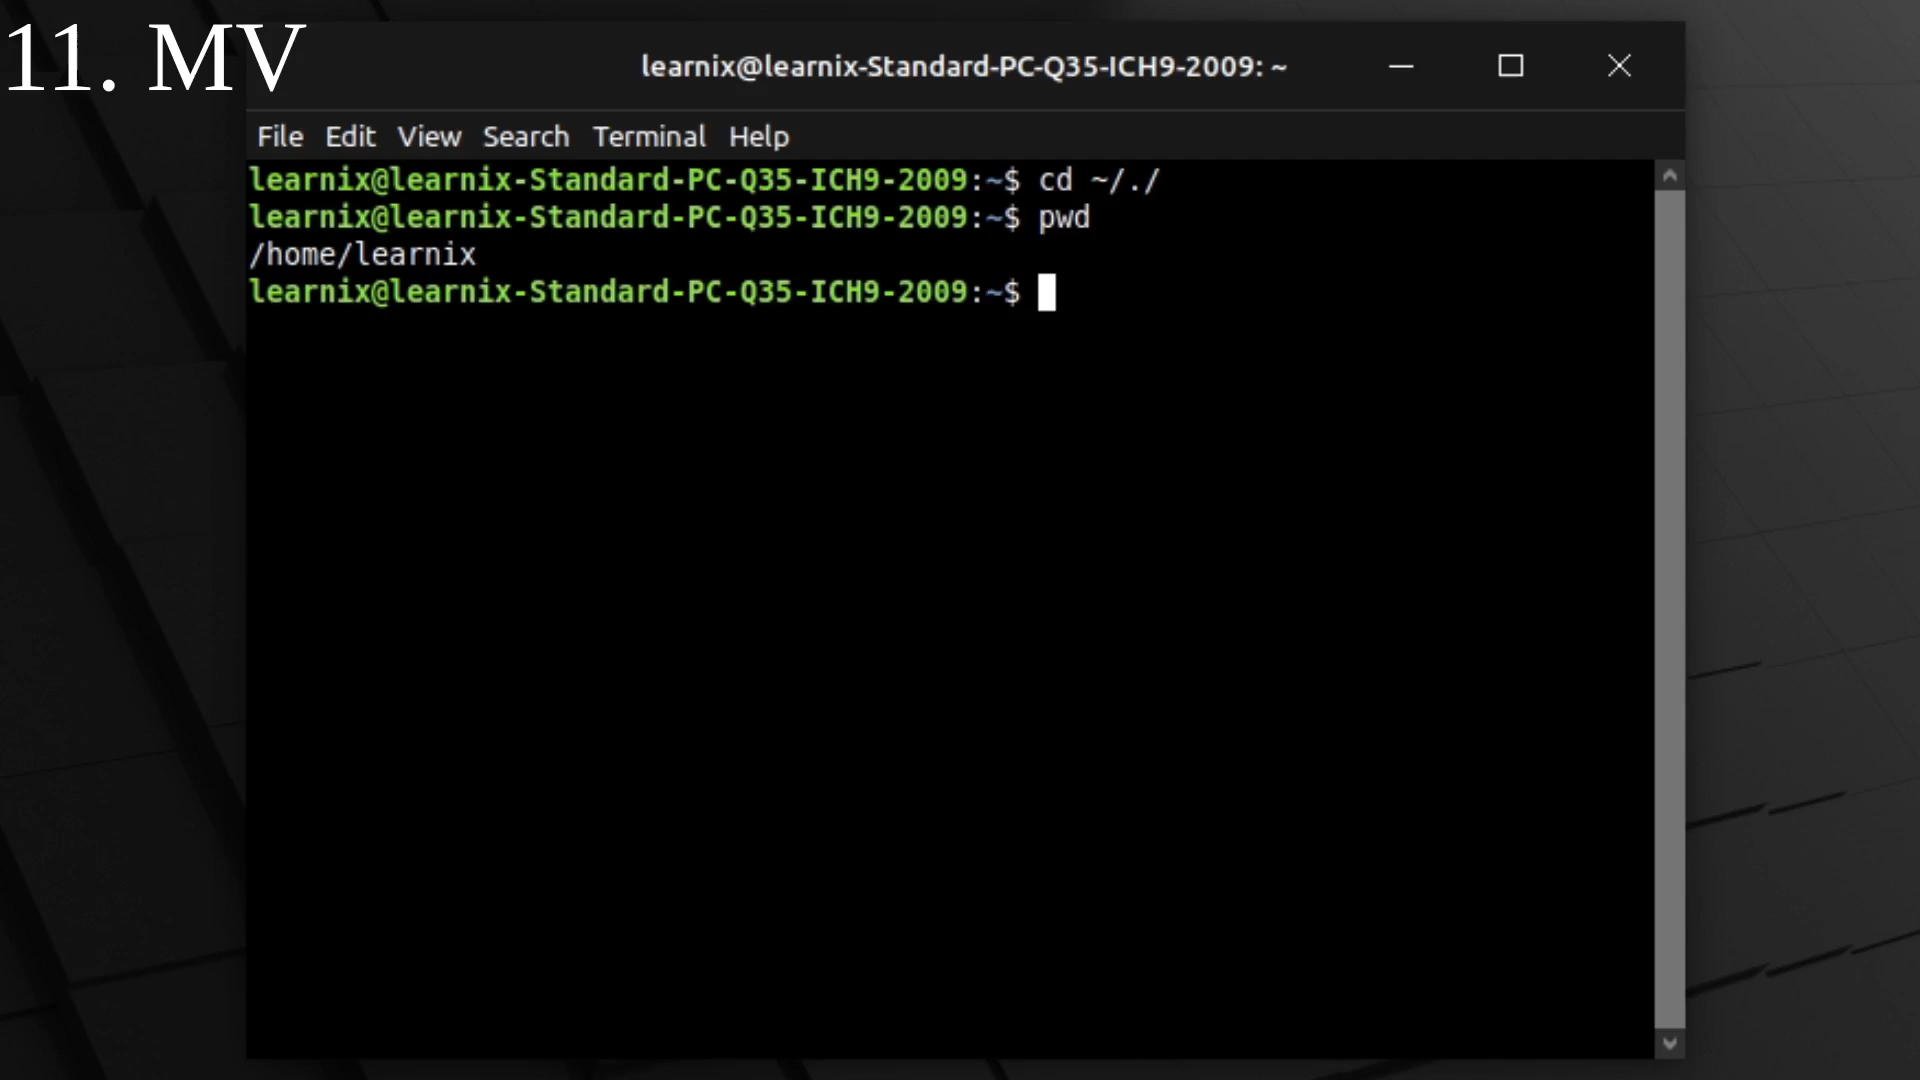 11. MV
learnix@learnix-Standard-PC-Q35-ICH9-2009: ~
File Edit View Search Terminal Help
learnix@learnix-Standard-PC-Q35-ICH9-2009:~$ cd ~/./
learnix@learnix-Standard-PC-Q35-ICH9-2009:~$ pwd
/home/learnix
learnix@learnix-Standard-PC-Q35-ICH9-2009:~$